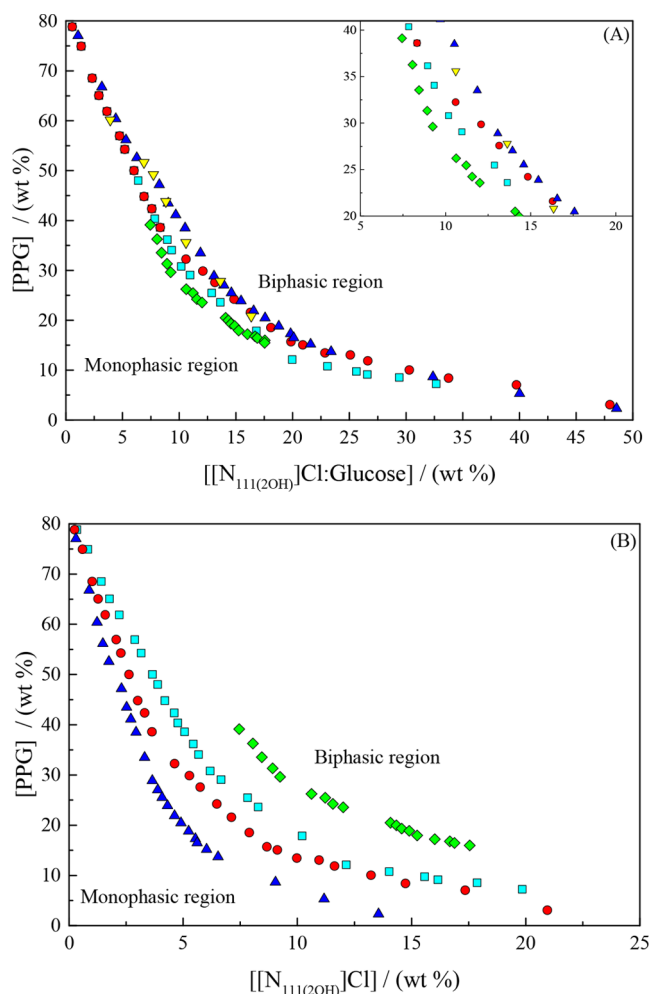 (A)
80
70
60
50
40
30
20
10
0
[PPG] / (wt %)
40
35
30
25
20
5 10 15 20
Biphasic region
Monophasic region
0 5 10 15 20 25 30 35 40 45 50
[[N111(2OH)]Cl:Glucose] / (wt %)
(B)
80
70
60
50
40
30
20
10
0
[PPG] / (wt %)
Biphasic region
Monophasic region
0 5 10 15 20 25
[[N111(2OH)]Cl] / (wt %)